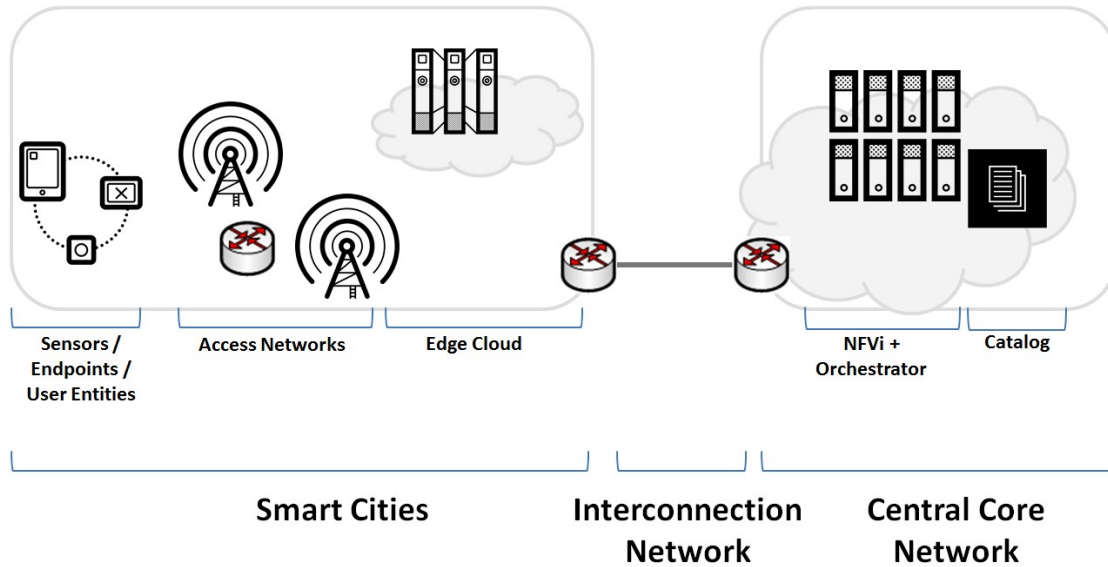 Sensors /
Endpoints /
User Entities
Access Networks
Edge Cloud
NFVi +
Orchestrator
Catalog
Smart Cities
Interconnection
Network
Central Core
Network